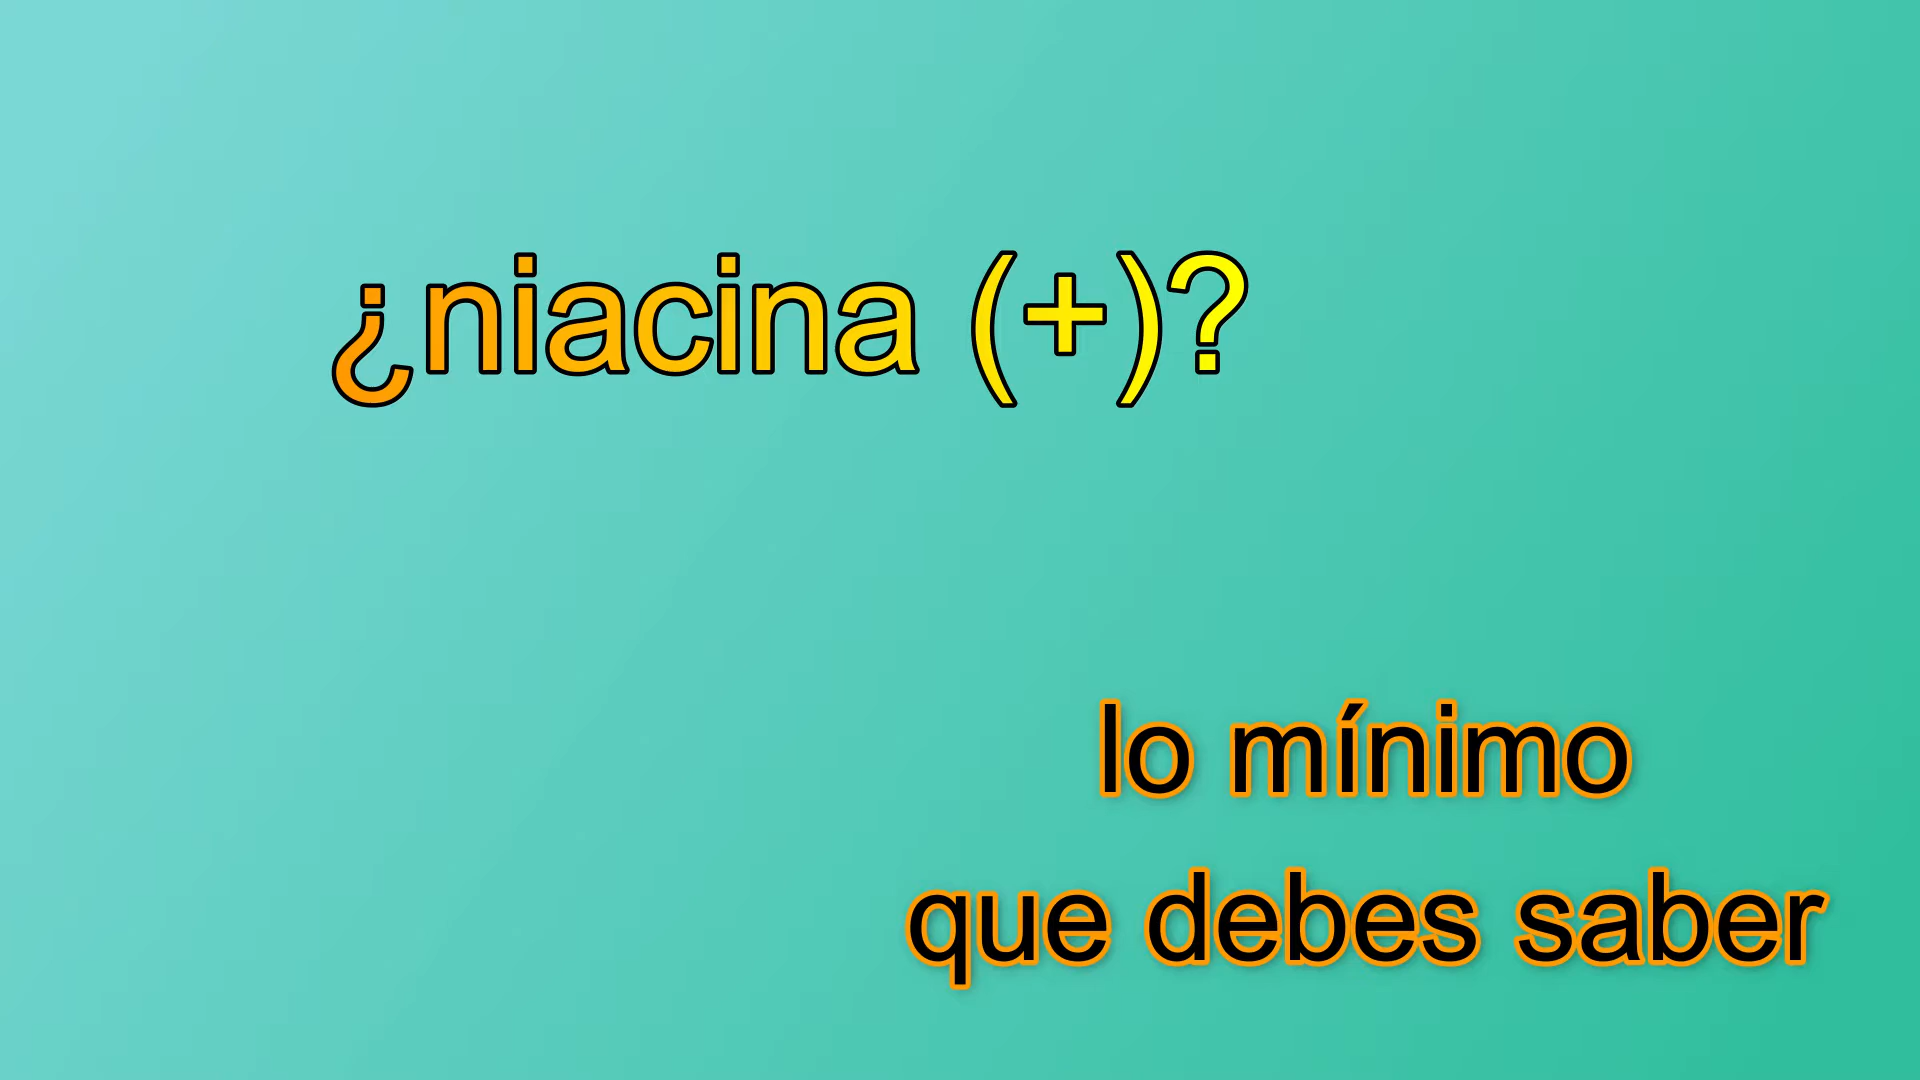 ¿niacina (+)?
lo mínimo
que debes saber